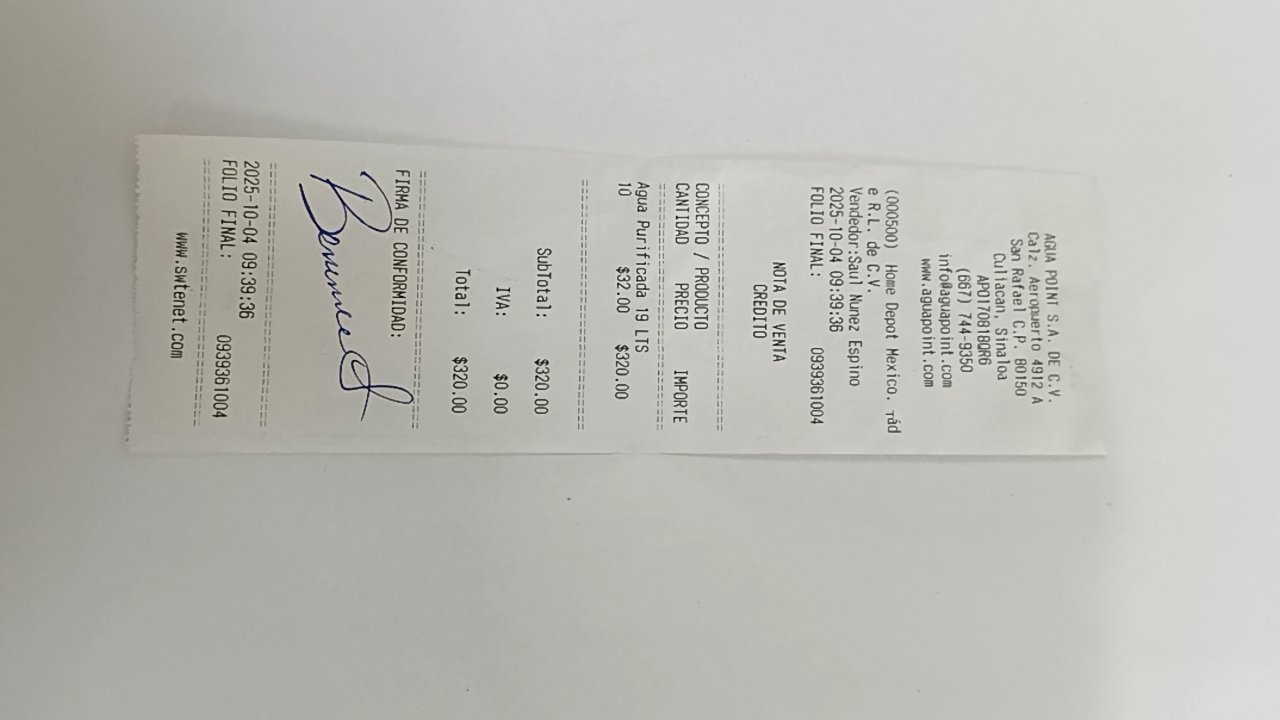 AGUA POINT S.A. DE C.V.
Calz. Aeropuerto 4912 A
San Rafael C.P. 80150
Culiacan, Sinaloa
APO170818QR6
(667) 744-9350
info@aguapoint.com
www.aguapoint.com
(000500) Home Depot Mexico. rád
e R.L. de C.V.
Vendedor:Saul Nunez Espino
2025-10-04 09:39:36
FOLIO FINAL: 0939361004
NOTA DE VENTA
CREDITO
CONCEPTO / PRODUCTO
CANTIDAD PRECIO IMPORTE
Agua Purificada 19 LTS
10 $32.00 $320.00
SubTotal: $320.00
IVA: $0.00
Total: $320.00
FIRMA DE CONFORMIDAD:
2025-10-04 09:39:36
FOLIO FINAL: 0939361004
www.swtenet.com